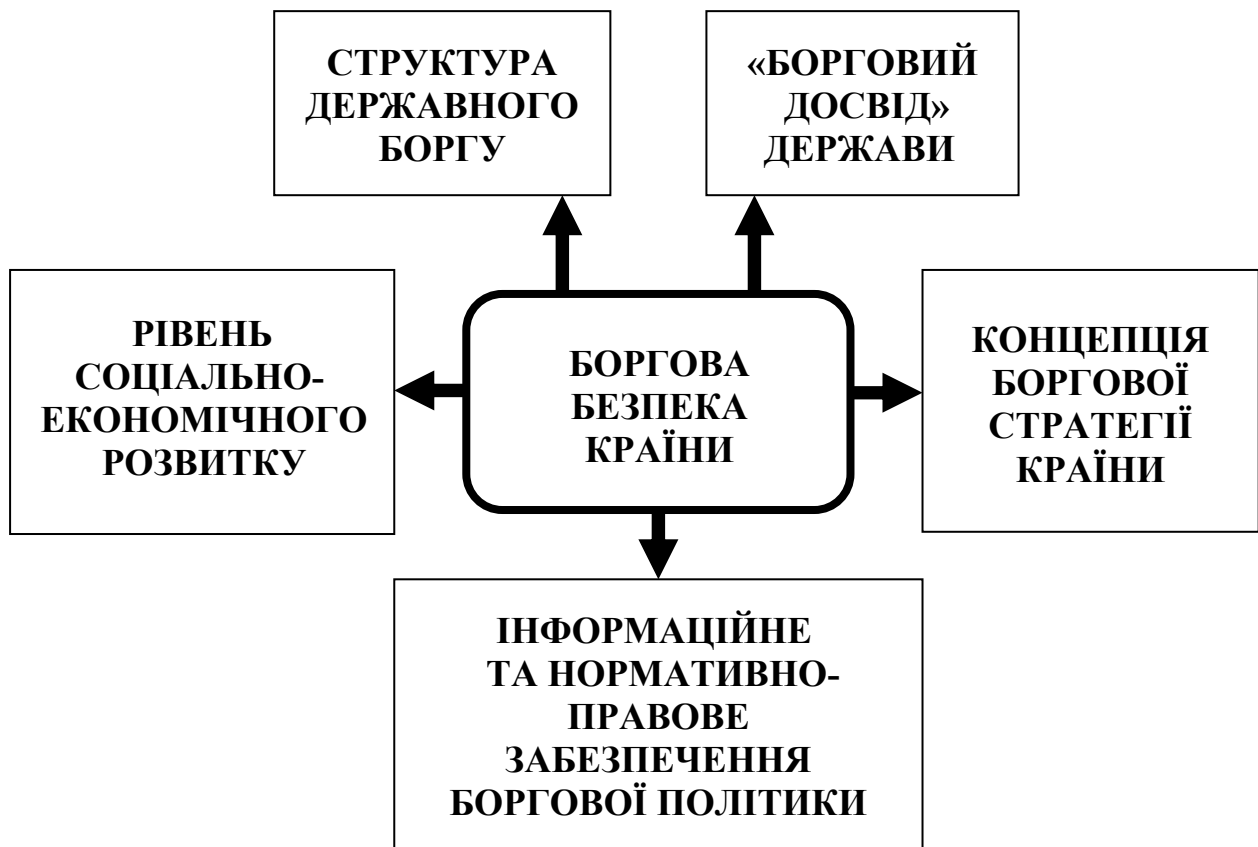 СТРУКТУРА
ДЕРЖАВНОГО
БОРГУ
«БОРГОВИЙ
ДОСВІД»
ДЕРЖАВИ
РІВЕНЬ
СОЦІАЛЬНО-
ЕКОНОМІЧНОГО
РОЗВИТКУ
БОРГОВА
БЕЗПЕКА
КРАЇНИ
КОНЦЕПЦІЯ
БОРГОВОЇ
СТРАТЕГІЇ
КРАЇНИ
ІНФОРМАЦІЙНЕ
ТА НОРМАТИВНО-
ПРАВОВЕ
ЗАБЕЗПЕЧЕННЯ
БОРГОВОЇ ПОЛІТИКИ